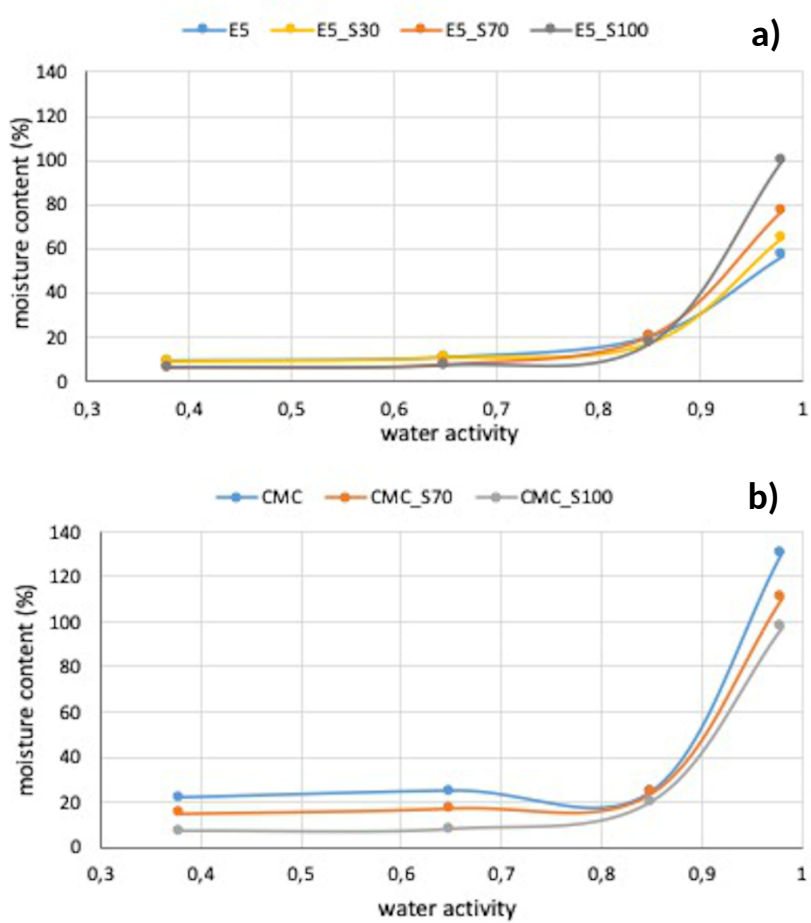 E5 E5_S30 E5_S70 E5_S100
a)
140
120
100
80
60
40
20
0
moisture content (%)
0,3 0,4 0,5 0,6 0,7 0,8 0,9 1
water activity
CMC CMC_S70 CMC_S100
b)
140
120
100
80
60
40
20
0
moisture content (%)
0,3 0,4 0,5 0,6 0,7 0,8 0,9 1
water activity